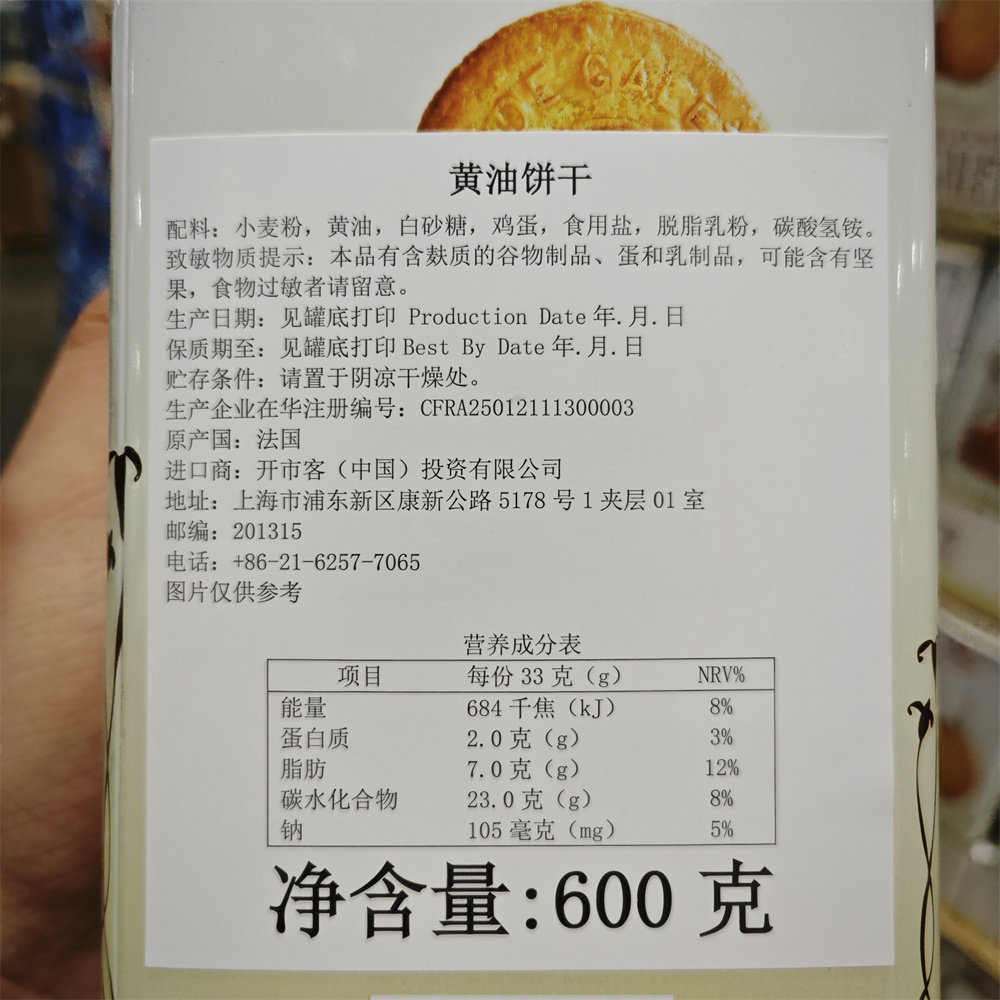 DE GALE
黄油饼干
配料：小麦粉，黄油，白砂糖，鸡蛋，食用盐，脱脂乳粉，碳酸氢铵。
致敏物质提示：本品有含麸质的谷物制品、蛋和乳制品，可能含有坚
果，食物过敏者请留意。
生产日期：见罐底打印 Production Date 年.月.日
保质期至：见罐底打印 Best By Date 年.月.日
贮存条件：请置于阴凉干燥处。
生产企业在华注册编号：CFRA25012111300003
原产国：法国
进口商：开市客（中国）投资有限公司
地址：上海市浦东新区康新公路 5178 号 1 夹层 01 室
邮编：201315
电话：+86-21-6257-7065
图片仅供参考
营养成分表
项目 每份 33 克（g） NRV%
能量 684 千焦（kJ） 8%
蛋白质 2.0 克（g） 3%
脂肪 7.0 克（g） 12%
碳水化合物 23.0 克（g） 8%
钠 105 毫克（mg） 5%
净含量:600 克